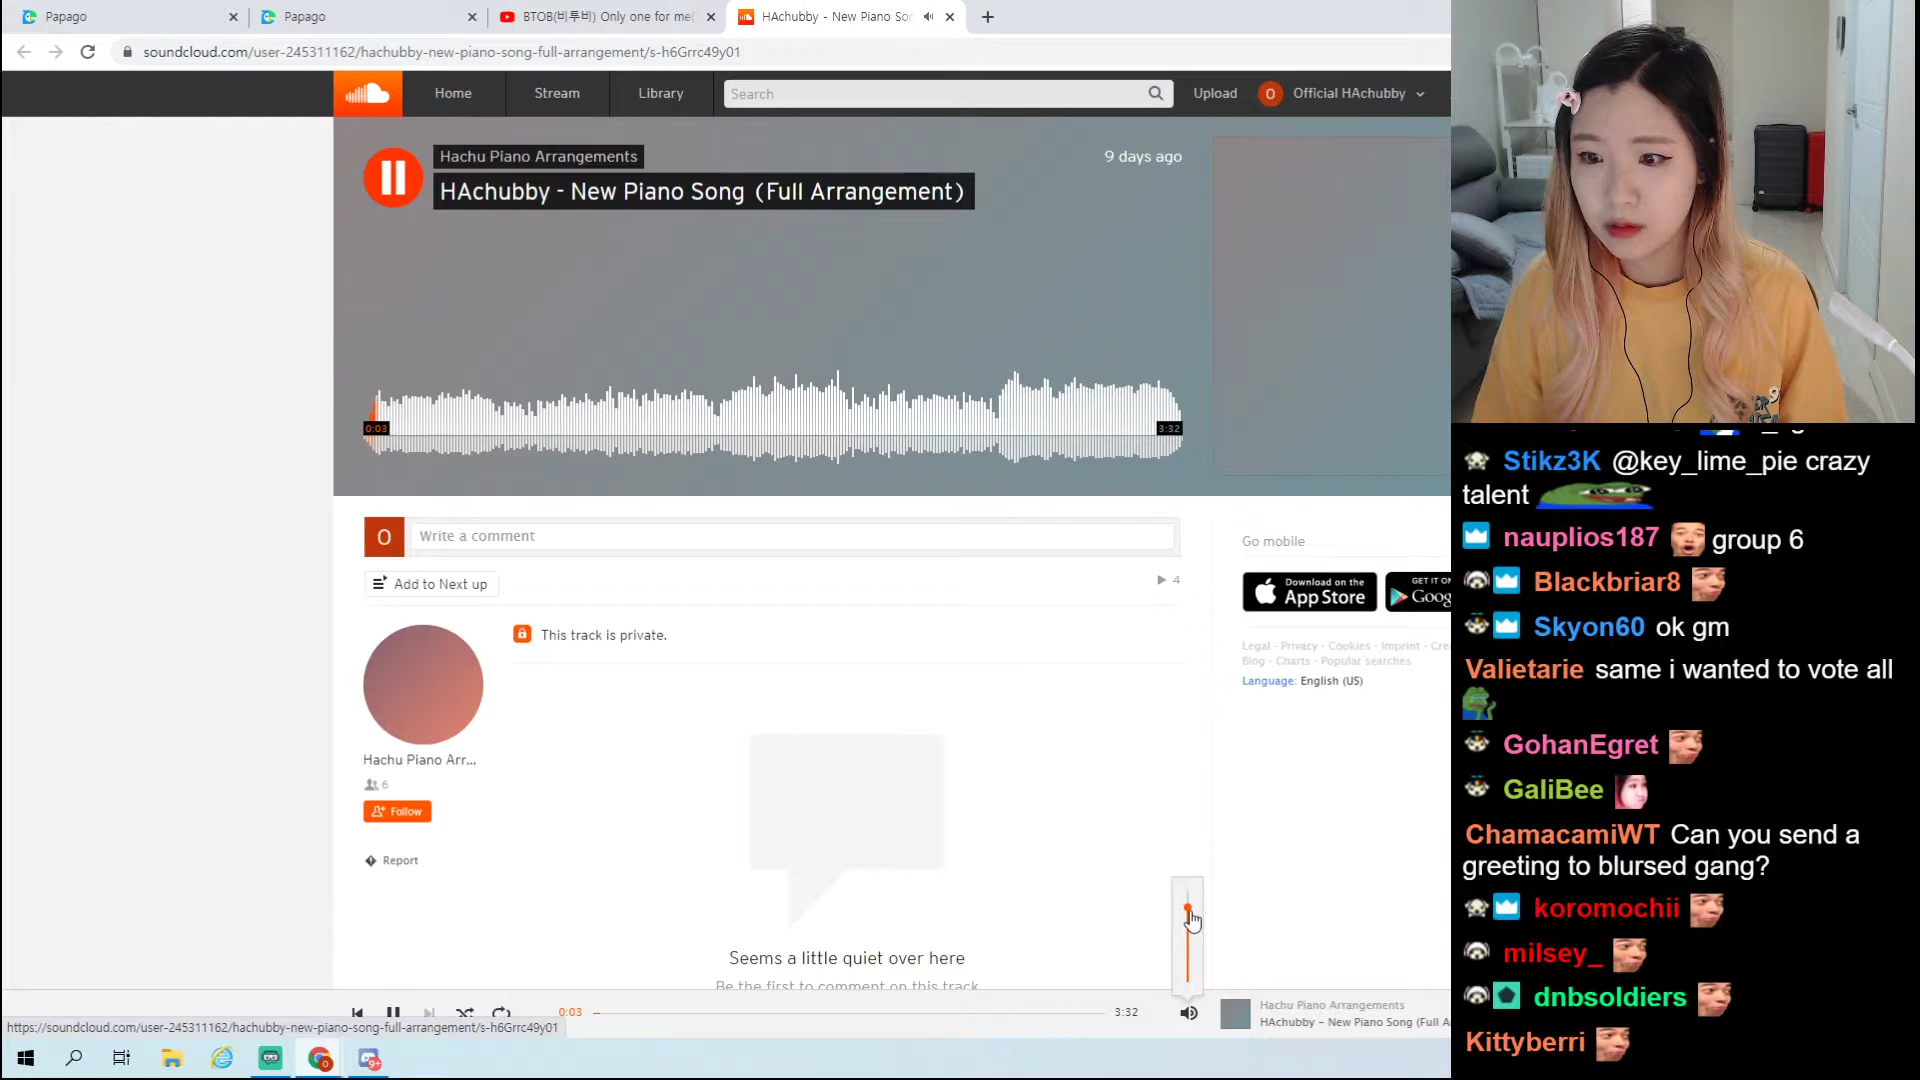 Papago
Papago
BTOB(비투비) Only one for me(
HAchubby - New Piano Son
soundcloud.com/user-245311162/hachubby-new-piano-song-full-arrangement/s-h6Grrc49y01
Home
Stream
Library
Search
Upload
O
Official HAchubby
Hachu Piano Arrangements
9 days ago
HAchubby - New Piano Song (Full Arrangement)
0:03
3:32
O
Write a comment
Add to Next up
4
This track is private.
Hachu Piano Arr...
6
Follow
Report
Seems a little quiet over here
Be the first to comment on this track
Go mobile
Download on the
App Store
GET IT ON
Goog
Legal - Privacy - Cookies - Imprint - Crea
Blog - Charts - Popular searches
Language: English (US)
0:03
3:32
Hachu Piano Arrangements
HAchubby – New Piano Song (Full A
https://soundcloud.com/user-245311162/hachubby-new-piano-song-full-arrangement/s-h6Grrc49y01
9+
Stikz3K @key_lime_pie crazy
talent
nauplios187 group 6
Blackbriar8
Skyon60 ok gm
Valietarie same i wanted to vote all
GohanEgret
GaliBee
ChamacamiWT Can you send a
greeting to blursed gang?
koromochii
milsey_
dnbsoldiers
Kittyberri